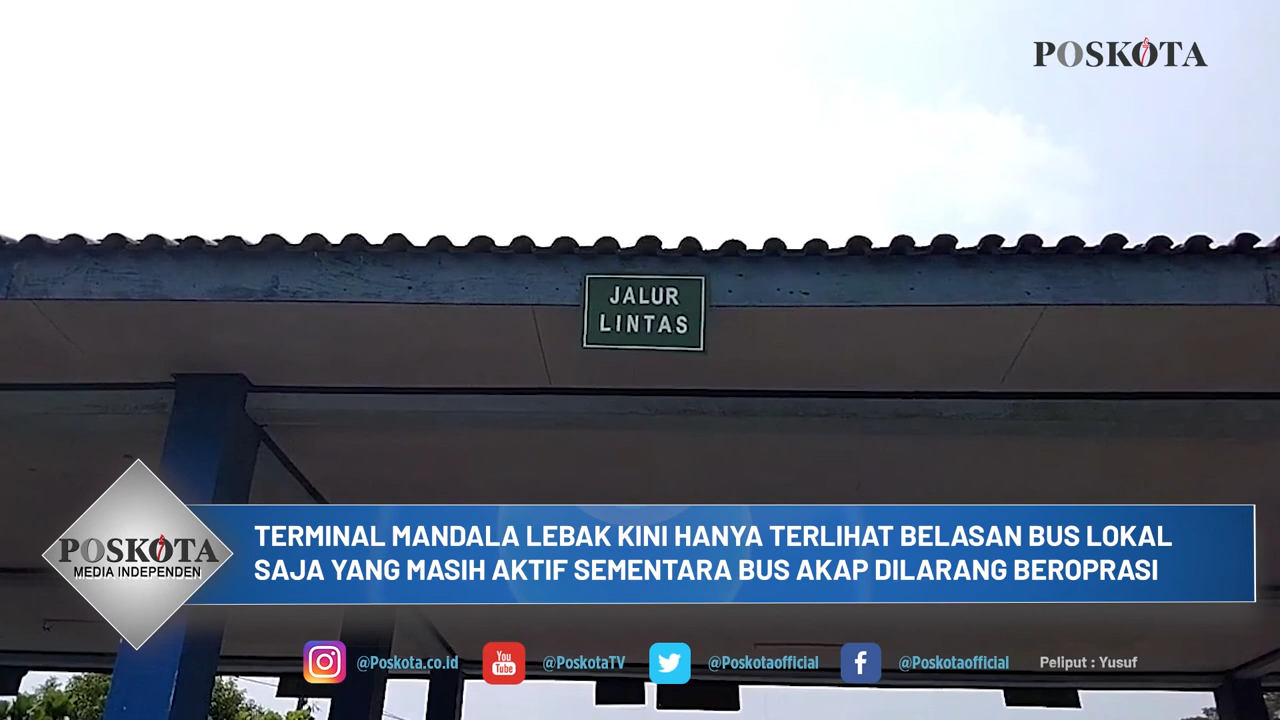 POSKOTA
JALUR
LINTAS
TERMINAL MANDALA LEBAK KINI HANYA TERLIHAT BELASAN BUS LOKAL
SAJA YANG MASIH AKTIF SEMENTARA BUS AKAP DILARANG BEROPRASI
POSKOTA
MEDIA INDEPENDEN
@Poskota.co.id
You
Tube
@PoskotaTV
@Poskotaofficial
@Poskotaofficial
Peliput : Yusuf